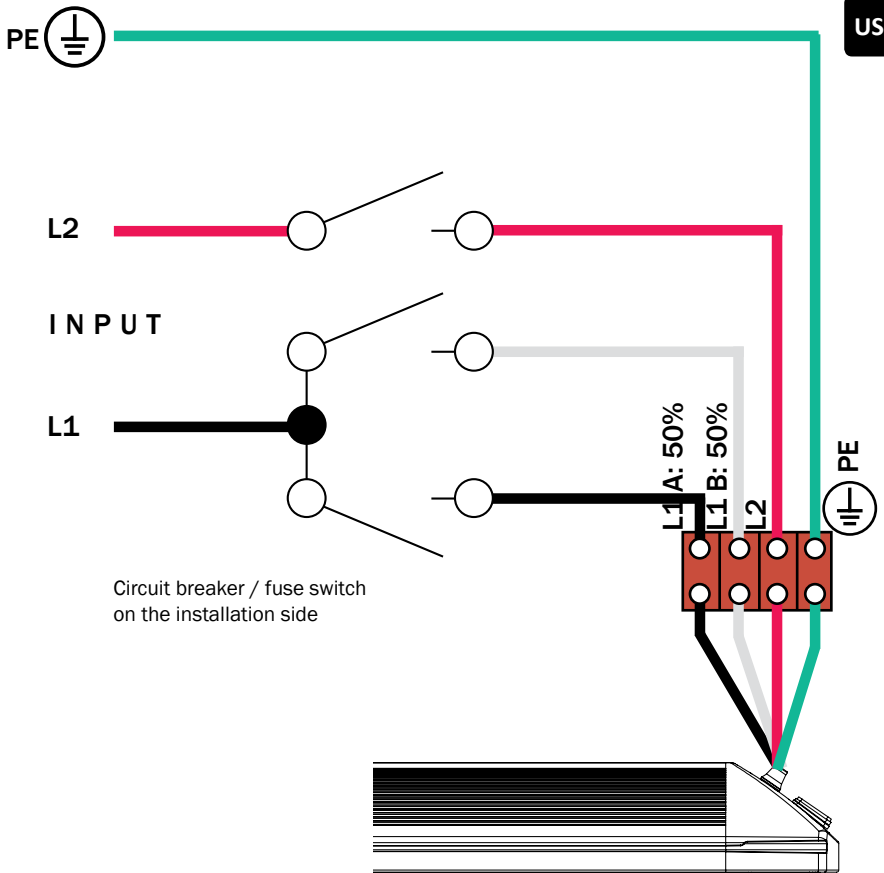 PE
US
L2
INPUT
L1
L1 A: 50%
L1 B: 50%
L2
PE
Circuit breaker / fuse switch
on the installation side